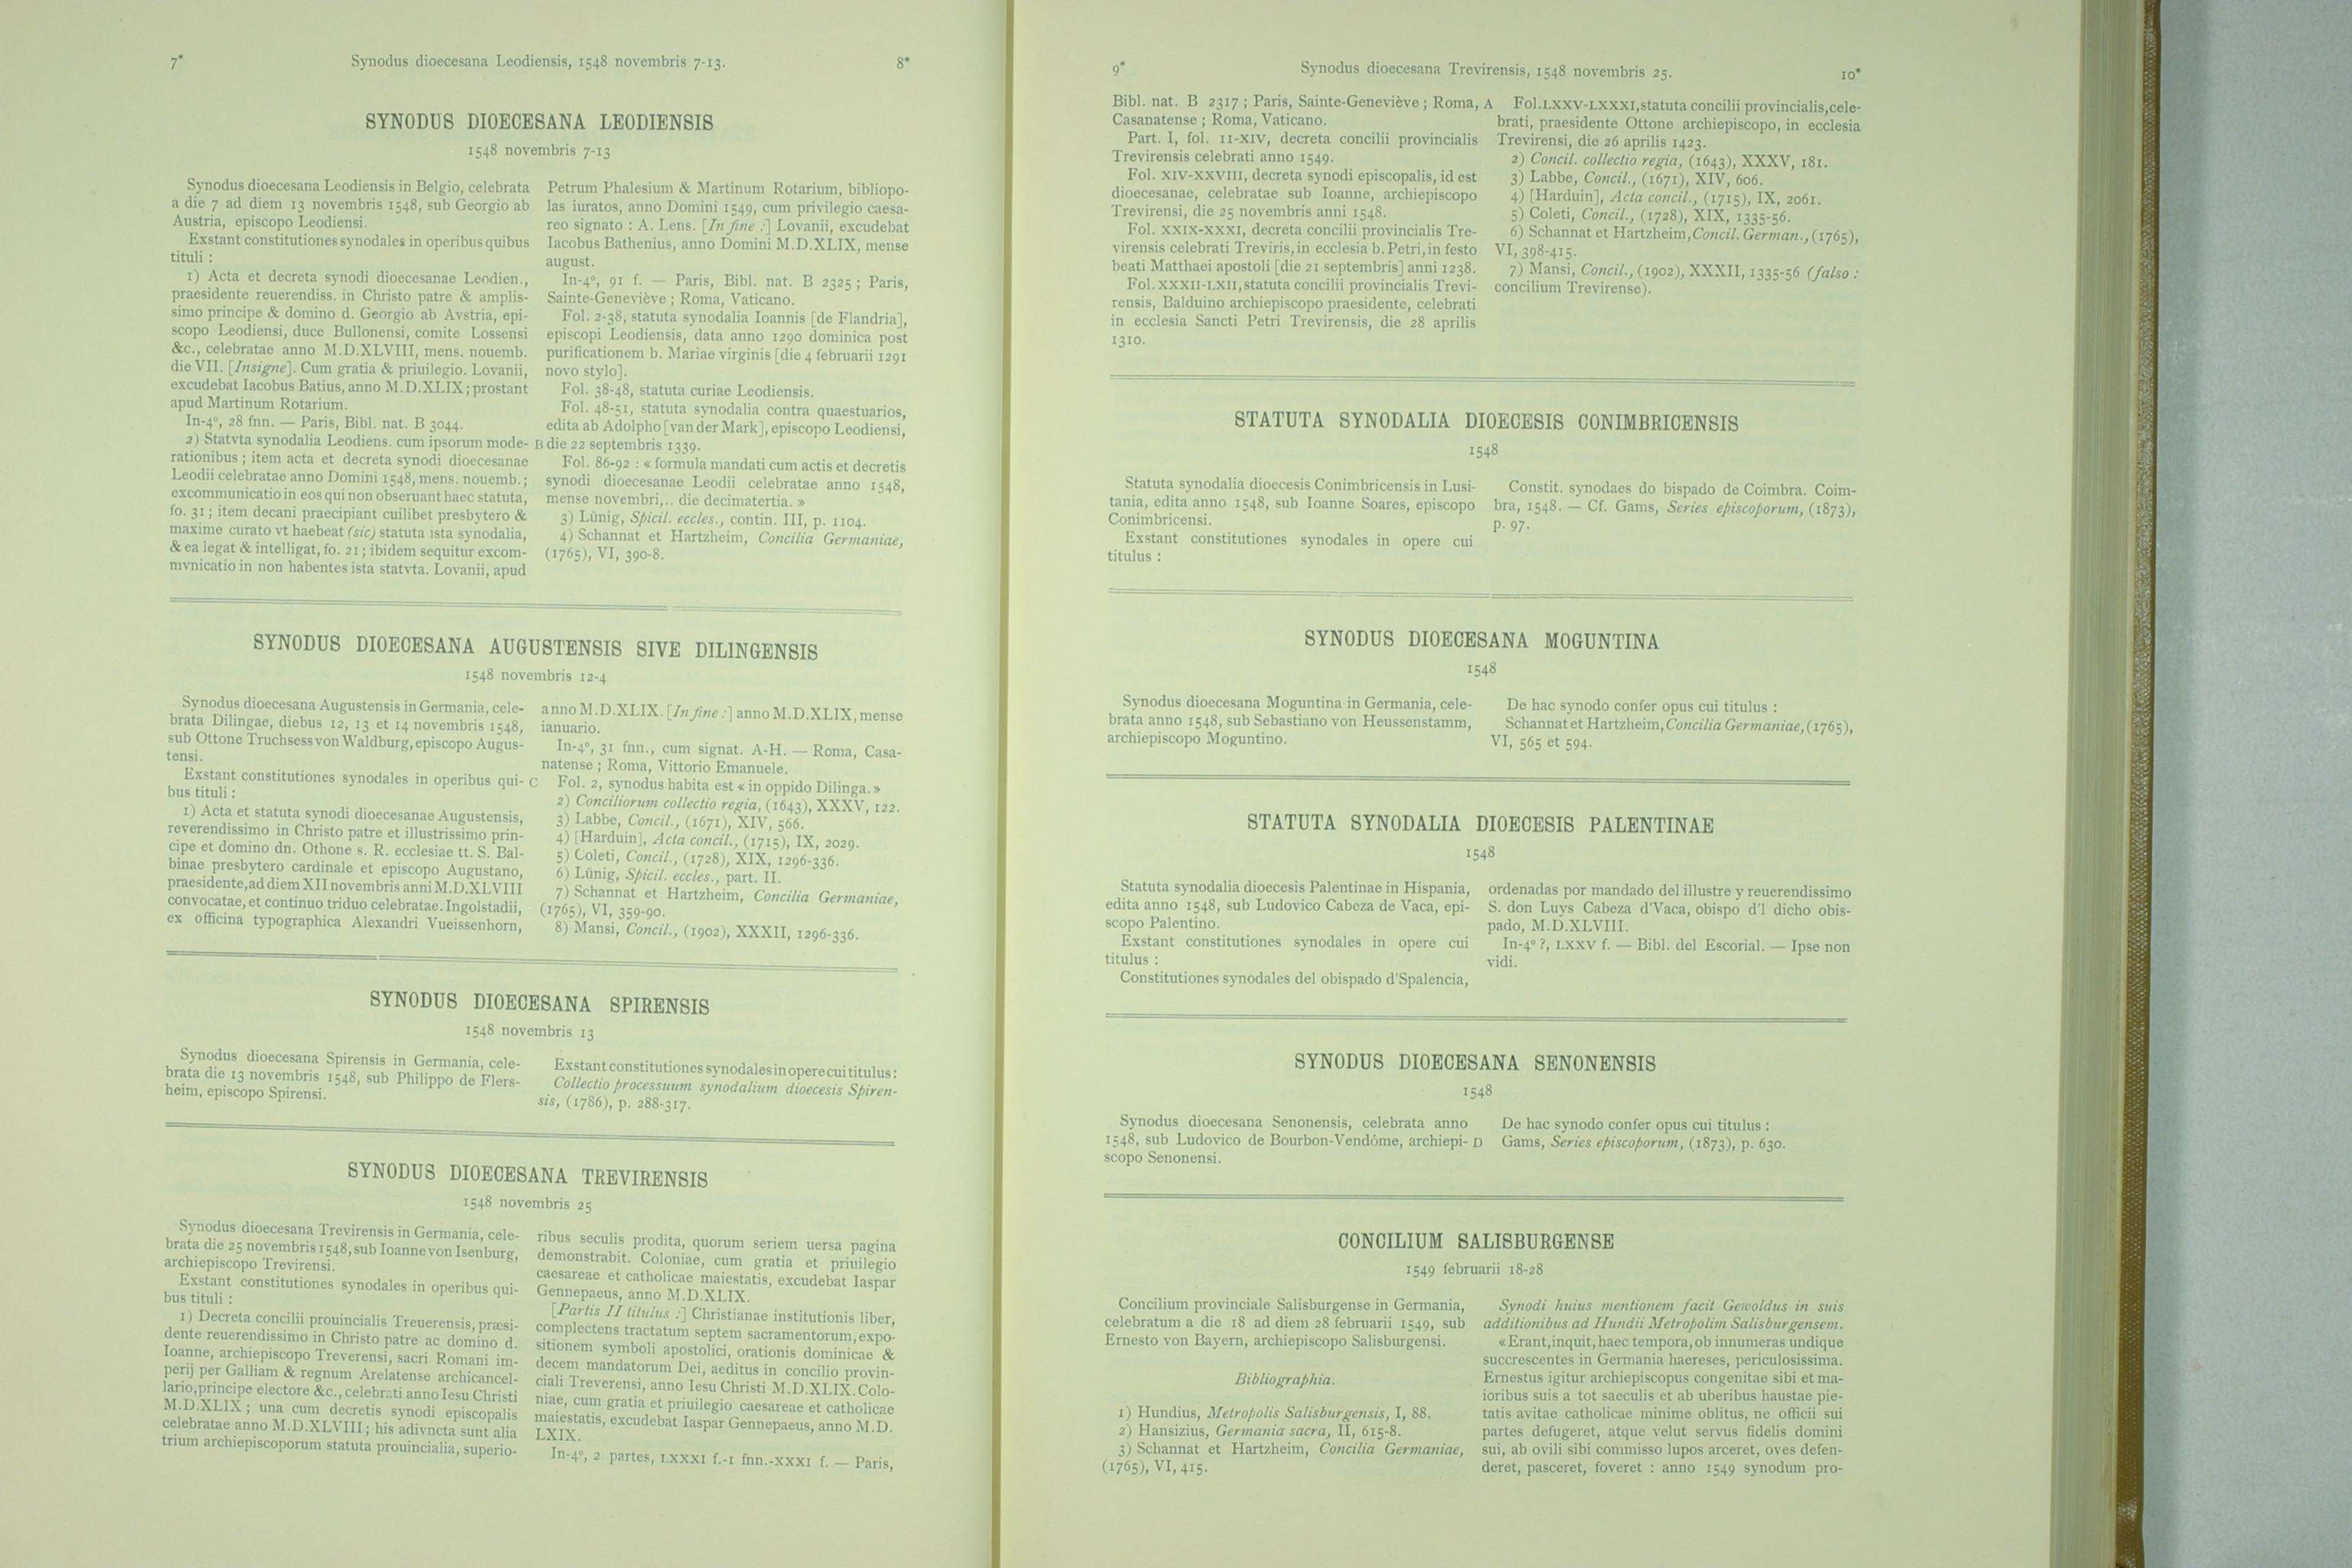 7* Synodus dioecesana Leodiensis, 1548 novembris 7-13. 8*
SYNODUS DIOECESANA LEODIENSIS
1548 novembris 7-13
Synodus dioecesana Leodiensis in Belgio, celebrata
a die 7 ad diem 13 novembris 1548, sub Georgio ab
Austria, episcopo Leodiensi.
Exstant constitutiones synodales in operibus quibus
tituli :
1) Acta et decreta synodi dioecesanae Leodien.,
praesidente reuerendiss. in Christo patre & amplis-
simo principe & domino d. Georgio ab Avstria, epi-
scopo Leodiensi, duce Bullonensi, comite Lossensi
&c., celebratae anno M.D.XLVIII, mens. nouemb.
die VII. [Insigne]. Cum gratia & priuilegio. Lovanii,
excudebat Iacobus Batius, anno M.D.XLIX ; prostant
apud Martinum Rotarium.
In-4°, 28 fnn. — Paris, Bibl. nat. B 3044.
2) Statvta synodalia Leodiens. cum ipsorum mode-
rationibus ; item acta et decreta synodi dioecesanae
Leodii celebratae anno Domini 1548, mens. nouemb. ;
excommunicatio in eos qui non obseruant haec statuta,
fo. 31 ; item decani praecipiant cuilibet presbytero &
maxime curato vt haebeat (sic) statuta ista synodalia,
& ea legat & intelligat, fo. 21 ; ibidem sequitur excom-
mvnicatio in non habentes ista statvta. Lovanii, apud
Petrum Phalesium & Martinum Rotarium, bibliopo-
las iuratos, anno Domini 1549, cum privilegio caesa-
reo signato : A. Lens. [In fine :] Lovanii, excudebat
Iacobus Bathenius, anno Domini M.D.XLIX, mense
august.
In-4°, 91 f. — Paris, Bibl. nat. B 2325 ; Paris,
Sainte-Geneviève ; Roma, Vaticano.
Fol. 2-38, statuta synodalia Ioannis [de Flandria],
episcopi Leodiensis, data anno 1290 dominica post
purificationem b. Mariae virginis [die 4 februarii 1291
novo stylo].
Fol. 38-48, statuta curiae Leodiensis.
Fol. 48-51, statuta synodalia contra quaestuarios,
edita ab Adolpho [van der Mark], episcopo Leodiensi,
B die 22 septembris 1339.
Fol. 86-92 : « formula mandati cum actis et decretis
synodi dioecesanae Leodii celebratae anno 1548,
mense novembri,.. die decimatertia. »
3) Lünig, Spicil. eccles., contin. III, p. 1104.
4) Schannat et Hartzheim, Concilia Germaniae,
(1765), VI, 390-8.
SYNODUS DIOECESANA AUGUSTENSIS SIVE DILINGENSIS
1548 novembris 12-4
Synodus dioecesana Augustensis in Germania, cele-
brata Dilingae, diebus 12, 13 et 14 novembris 1548,
sub Ottone Truchsess von Waldburg, episcopo Augus-
tensi.
Exstant constitutiones synodales in operibus qui-
bus tituli :
1) Acta et statuta synodi dioecesanae Augustensis,
reverendissimo in Christo patre et illustrissimo prin-
cipe et domino dn. Othone s. R. ecclesiae tt. S. Bal-
binae presbytero cardinale et episcopo Augustano,
praesidente, ad diem XII novembris anni M.D.XLVIII
convocatae, et continuo triduo celebratae. Ingolstadii,
ex officina typographica Alexandri Vueissenhorn,
anno M.D.XLIX. [In fine :] anno M.D.XLIX, mense
ianuario.
In-4°, 31 fnn., cum signat. A-H. — Roma, Casa-
natense ; Roma, Vittorio Emanuele.
C Fol. 2, synodus habita est « in oppido Dilinga. »
2) Conciliorum collectio regia, (1643), XXXV, 122.
3) Labbe, Concil., (1671), XIV, 566.
4) [Harduin], Acta concil., (1715), IX, 2029.
5) Coleti, Concil., (1728), XIX, 1296-336.
6) Lünig, Spicil. eccles., part. II.
7) Schannat et Hartzheim, Concilia Germaniae,
(1765), VI, 359-90.
8) Mansi, Concil., (1902), XXXII, 1296-336.
SYNODUS DIOECESANA SPIRENSIS
1548 novembris 13
Synodus dioecesana Spirensis in Germania, cele-
brata die 13 novembris 1548, sub Philippo de Flers-
heim, episcopo Spirensi.
Exstant constitutiones synodales in opere cui titulus :
Collectio processuum synodalium dioecesis Spiren-
sis, (1786), p. 288-317.
SYNODUS DIOECESANA TREVIRENSIS
1548 novembris 25
Synodus dioecesana Trevirensis in Germania, cele-
brata die 25 novembris 1548, sub Ioanne von Isenburg,
archiepiscopo Trevirensi.
Exstant constitutiones synodales in operibus qui-
bus tituli :
1) Decreta concilii prouincialis Treuerensis, præsi-
dente reuerendissimo in Christo patre ac domino d.
Ioanne, archiepiscopo Treverensi, sacri Romani im-
perij per Galliam & regnum Arelatense archicancel-
lario, principe electore &c., celebrati anno Iesu Christi
M.D.XLIX ; una cum decretis synodi episcopalis
celebratae anno M.D.XLVIII ; his adivncta sunt alia
trium archiepiscoporum statuta prouincialia, superio-
ribus seculis prodita, quorum seriem uersa pagina
demonstrabit. Coloniae, cum gratia et priuilegio
caesareae et catholicae maiestatis, excudebat Iaspar
Gennepaeus, anno M.D.XLIX.
[Partis II titulus :] Christianae institutionis liber,
complectens tractatum septem sacramentorum, expo-
sitionem symboli apostolici, orationis dominicae &
decem mandatorum Dei, aeditus in concilio provin-
ciali Treverensi, anno Iesu Christi M.D.XLIX. Colo-
niae, cum gratia et priuilegio caesareae et catholicae
maiestatis, excudebat Iaspar Gennepaeus, anno M.D.
LXIX.
In-4°, 2 partes, LXXXI f.-1 fnn.-XXXI f. — Paris,
9* Synodus dioecesana Trevirensis, 1548 novembris 25. 10*
Bibl. nat. B 2317 ; Paris, Sainte-Geneviève ; Roma, A
Casanatense ; Roma, Vaticano.
Part. I, fol. II-XIV, decreta concilii provincialis
Trevirensis celebrati anno 1549.
Fol. XIV-XXVIII, decreta synodi episcopalis, id est
dioecesanae, celebratae sub Ioanne, archiepiscopo
Trevirensi, die 25 novembris anni 1548.
Fol. XXIX-XXXI, decreta concilii provincialis Tre-
virensis celebrati Treviris, in ecclesia b. Petri, in festo
beati Matthaei apostoli [die 21 septembris] anni 1238.
Fol. XXXII-LXII, statuta concilii provincialis Trevi-
rensis, Balduino archiepiscopo praesidente, celebrati
in ecclesia Sancti Petri Trevirensis, die 28 aprilis
1310.
Fol. LXXV-LXXXI, statuta concilii provincialis, cele-
brati, praesidente Ottone archiepiscopo, in ecclesia
Trevirensi, die 26 aprilis 1423.
2) Concil. collectio regia, (1643), XXXV, 181.
3) Labbe, Concil., (1671), XIV, 606.
4) [Harduin], Acta concil., (1715), IX, 2061.
5) Coleti, Concil., (1728), XIX, 1335-56.
6) Schannat et Hartzheim, Concil. German., (1765),
VI, 398-415.
7) Mansi, Concil., (1902), XXXII, 1335-56 (falso :
concilium Trevirense).
STATUTA SYNODALIA DIOECESIS CONIMBRICENSIS
1548
Statuta synodalia dioecesis Conimbricensis in Lusi-
tania, edita anno 1548, sub Ioanne Soares, episcopo
Conimbricensi.
Exstant constitutiones synodales in opere cui
titulus :
Constit. synodaes do bispado de Coimbra. Coim-
bra, 1548. — Cf. Gams, Series episcoporum, (1873),
p. 97.
SYNODUS DIOECESANA MOGUNTINA
1548
Synodus dioecesana Moguntina in Germania, cele-
brata anno 1548, sub Sebastiano von Heussenstamm,
archiepiscopo Moguntino.
De hac synodo confer opus cui titulus :
Schannat et Hartzheim, Concilia Germaniae, (1765),
VI, 565 et 594.
STATUTA SYNODALIA DIOECESIS PALENTINAE
1548
Statuta synodalia dioecesis Palentinae in Hispania,
edita anno 1548, sub Ludovico Cabeza de Vaca, epi-
scopo Palentino.
Exstant constitutiones synodales in opere cui
titulus :
Constitutiones synodales del obispado d'Spalencia,
ordenadas por mandado del illustre y reuerendissimo
S. don Luys Cabeza d'Vaca, obispo d'l dicho obis-
pado, M.D.XLVIII.
In-4° ?, LXXV f. — Bibl. del Escorial. — Ipse non
vidi.
SYNODUS DIOECESANA SENONENSIS
1548
Synodus dioecesana Senonensis, celebrata anno
1548, sub Ludovico de Bourbon-Vendôme, archiepi- D
scopo Senonensi.
De hac synodo confer opus cui titulus :
Gams, Series episcoporum, (1873), p. 630.
CONCILIUM SALISBURGENSE
1549 februarii 18-28
Concilium provinciale Salisburgense in Germania,
celebratum a die 18 ad diem 28 februarii 1549, sub
Ernesto von Bayern, archiepiscopo Salisburgensi.
Bibliographia.
1) Hundius, Metropolis Salisburgensis, I, 88.
2) Hansizius, Germania sacra, II, 615-8.
3) Schannat et Hartzheim, Concilia Germaniae,
(1765), VI, 415.
Synodi huius mentionem facit Gewoldus in suis
additionibus ad Hundii Metropolim Salisburgensem.
« Erant, inquit, haec tempora, ob innumeras undique
succrescentes in Germania haereses, periculosissima.
Ernestus igitur archiepiscopus congenitae sibi et ma-
ioribus suis a tot saeculis et ab uberibus haustae pie-
tatis avitae catholicae minime oblitus, ne officii sui
partes defugeret, atque velut servus fidelis domini
sui, ab ovili sibi commisso lupos arceret, oves defen-
deret, pasceret, foveret : anno 1549 synodum pro-